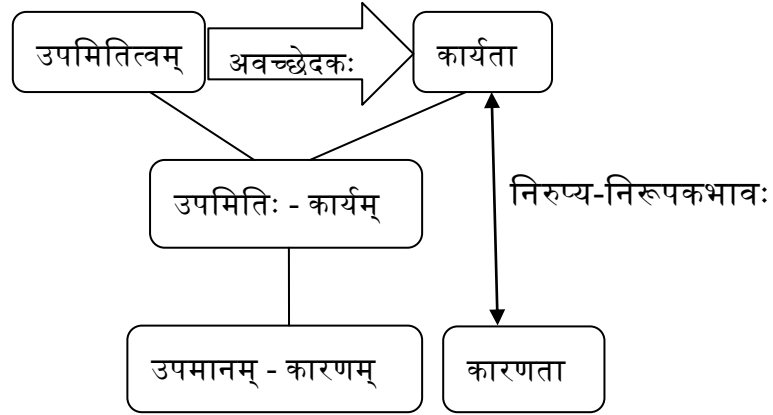 उपमितित्वम्
अवच्छेदकः
कार्यता
उपमितिः - कार्यम्
निरुप्य-निरूपकभावः
उपमानम् - कारणम्
कारणता